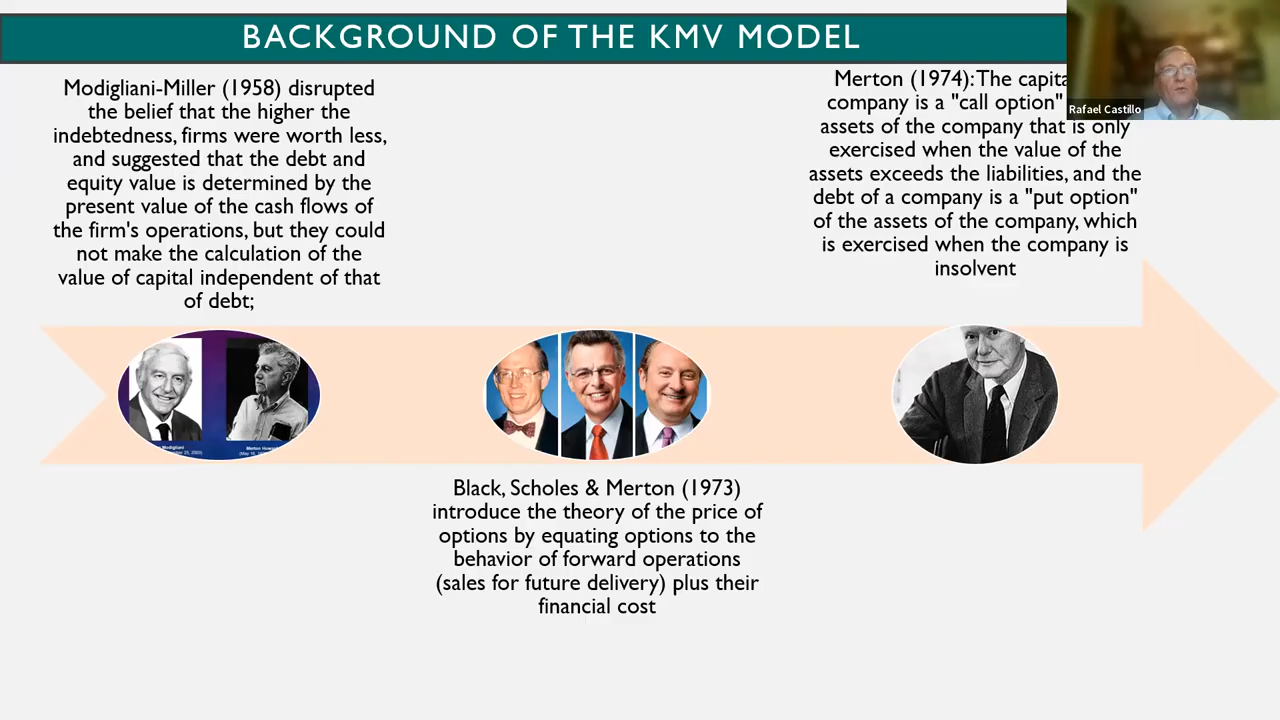 BACKGROUND OF THE KMV MODEL
Modigliani-Miller (1958) disrupted
the belief that the higher the
indebtedness, firms were worth less,
and suggested that the debt and
equity value is determined by the
present value of the cash flows of
the firm's operations, but they could
not make the calculation of the
value of capital independent of that
of debt;
Black, Scholes & Merton (1973)
introduce the theory of the price of
options by equating options to the
behavior of forward operations
(sales for future delivery) plus their
financial cost
Merton (1974): The
company is a "call option"
assets of the company that is only
exercised when the value of the
assets exceeds the liabilities, and the
debt of a company is a "put option"
of the assets of the company, which
is exercised when the company is
insolvent
Rafael Castillo